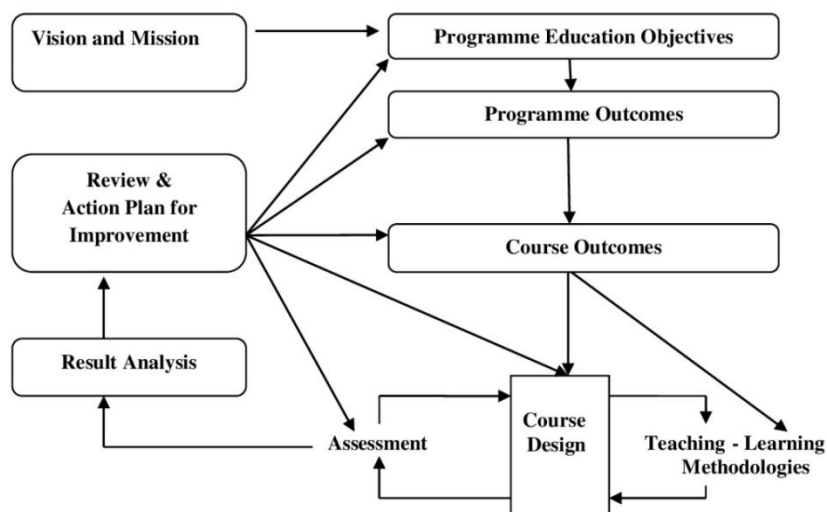 Vision and Mission
Programme Education Objectives
Programme Outcomes
Review &
Action Plan for
Improvement
Course Outcomes
Result Analysis
Assessment
Course
Design
Teaching - Learning
Methodologies